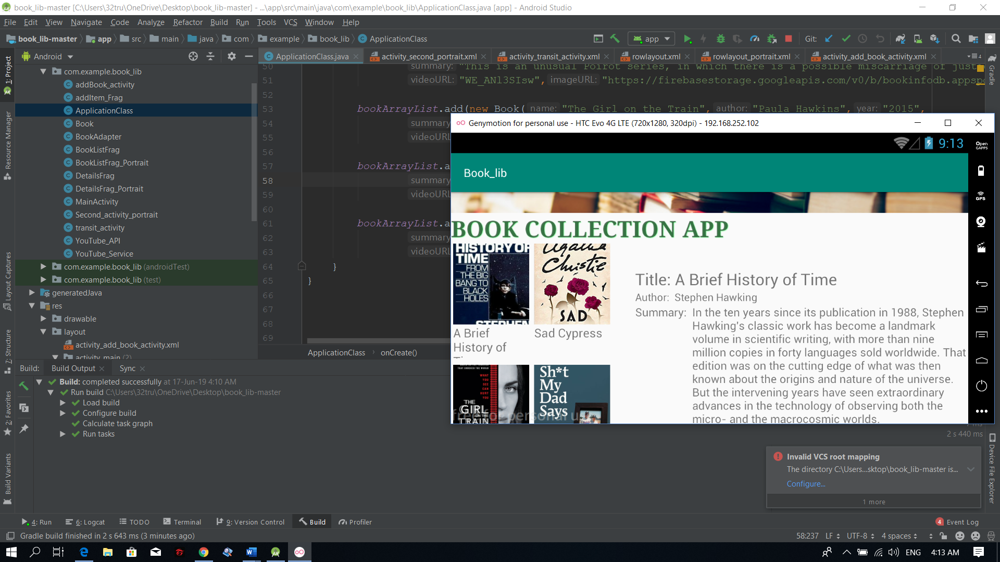 book_lib-master [C:\Users\32tru\OneDrive\Desktop\book_lib-master] - ...\app\src\main\java\com\example\book_lib\ApplicationClass.java [app] - Android Studio
File Edit View Navigate Code Analyze Refactor Build Run Tools VCS Window Help
book_lib-master app src main java com example book_lib ApplicationClass app Git:
Android ApplicationClass.java activity_second_portrait.xml activity_transit_activity.xml rowlayout.xml rowlayout_portrait.xml activity_add_book_activity.xml 4
1: Project
Resource Manager
Layout Captures
7: Structure
2: Favorites
Build Variants
com.example.book_lib
addBook_activity
addItem_Frag
ApplicationClass
Book
BookAdapter
BookListFrag
BookListFrag_Portrait
DetailsFrag
DetailsFrag_Portrait
MainActivity
Second_activity_portrait
transit_activity
YouTube_API
YouTube_Service
com.example.book_lib (androidTest)
com.example.book_lib (test)
generatedJava
res
drawable
layout
activity_add_book_activity.xml
activity_main (2)
50 summary: "This is an unusual Poirot series, in which there is a possible miscarriage of just
51 videoURL: "WE_ANl3SIsw", imageURL: "https://firebasestorage.googleapis.com/v0/b/bookinfodb.appspo
52
53 bookArrayList.add(new Book( name: "The Girl on the Train", author: "Paula Hawkins", year: "2015",
54 summary
55 videoURL
56
57 bookArrayList.a
58 summary
59 videoURL
60
61 bookArrayList.a
62 summary
63 videoURL
64 }
65 }
66
67
68
69
ApplicationClass onCreate()
Gradle
Device File Explorer
Genymotion for personal use - HTC Evo 4G LTE (720x1280, 320dpi) - 192.168.252.102
9:13
Open GAPPS
GPS
Book_lib
BOOK COLLECTION APP
HISTORY OF
TIME
FROM THE BIG
BANG TO
BLACK
HOLES
STEPHEN
Agatha
Christie
SAD
A Brief
History of
Sad Cypress
THAT SHOCKED THE WORLD
WHAT
YOU
SEE
CAN
HURT
YOU
THE
GIRL
ON THE
TRAIN
Sh*t
My
Dad
Says
free for personal u
Title: A Brief History of Time
Author: Stephen Hawking
Summary: In the ten years since its publication in 1988, Stephen
Hawking's classic work has become a landmark
volume in scientific writing, with more than nine
million copies in forty languages sold worldwide. That
edition was on the cutting edge of what was then
known about the origins and nature of the universe.
But the intervening years have seen extraordinary
advances in the technology of observing both the
micro- and the macrocosmic worlds.
Build: Build Output Sync
Build: completed successfully at 17-Jun-19 4:10 AM
Run build C:\Users\32tru\OneDrive\Desktop\book_lib-master
Load build
Configure build
Calculate task graph
Run tasks
ms
2 s 440 ms
Invalid VCS root mapping
The directory C:\Users...sktop\book_lib-master is...
Configure...
1 more
4: Run 6: Logcat TODO Terminal 9: Version Control Build Profiler 4 Event Log
Gradle build finished in 2 s 643 ms (3 minutes ago) 58:237 LF UTF-8 4 spaces
ENG 4:13 AM